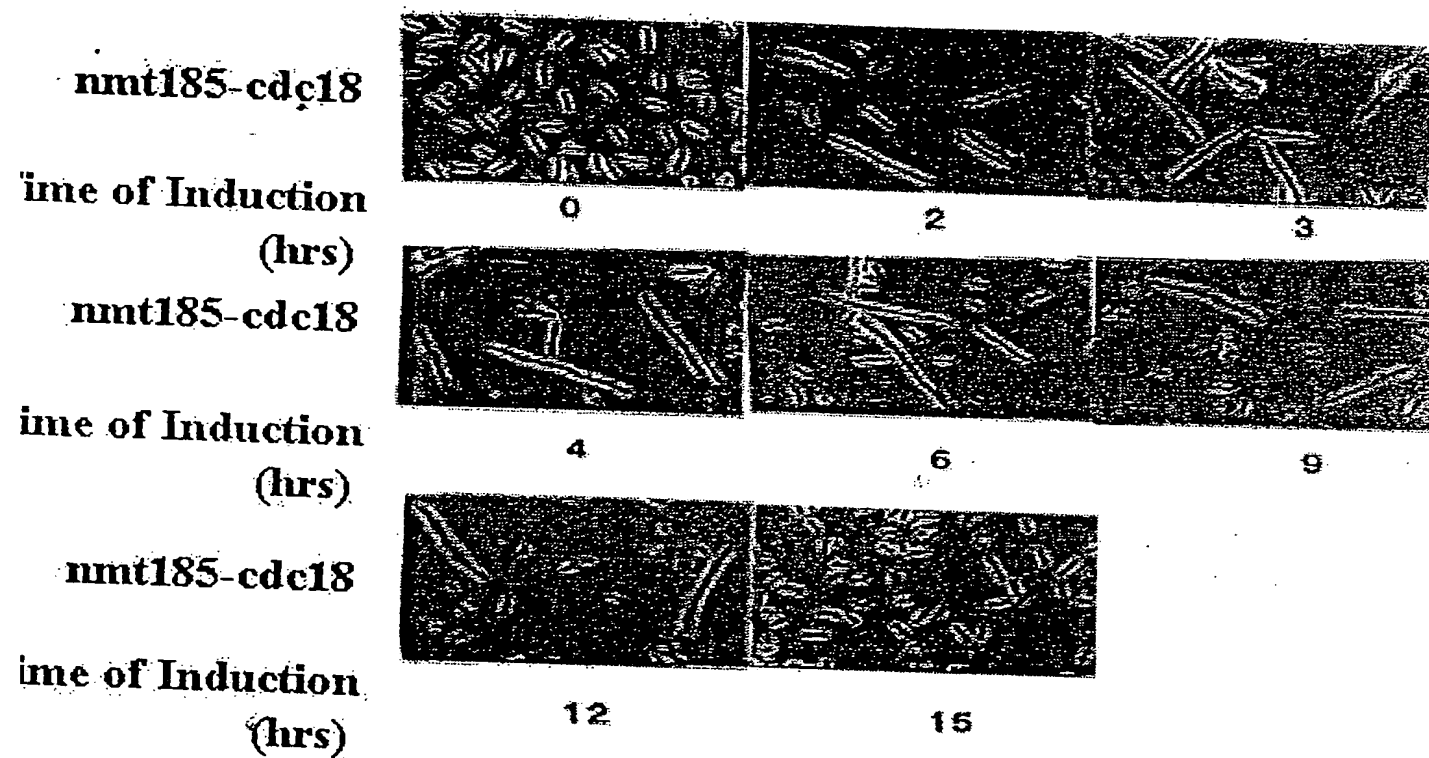 nmt185-cdc18
'ime of Induction
(hrs)
0 2 3
nmt185-cdc18
ime of Induction
(hrs)
4 6 9
nmt185-cdc18
ime of Induction
(hrs)
12 15